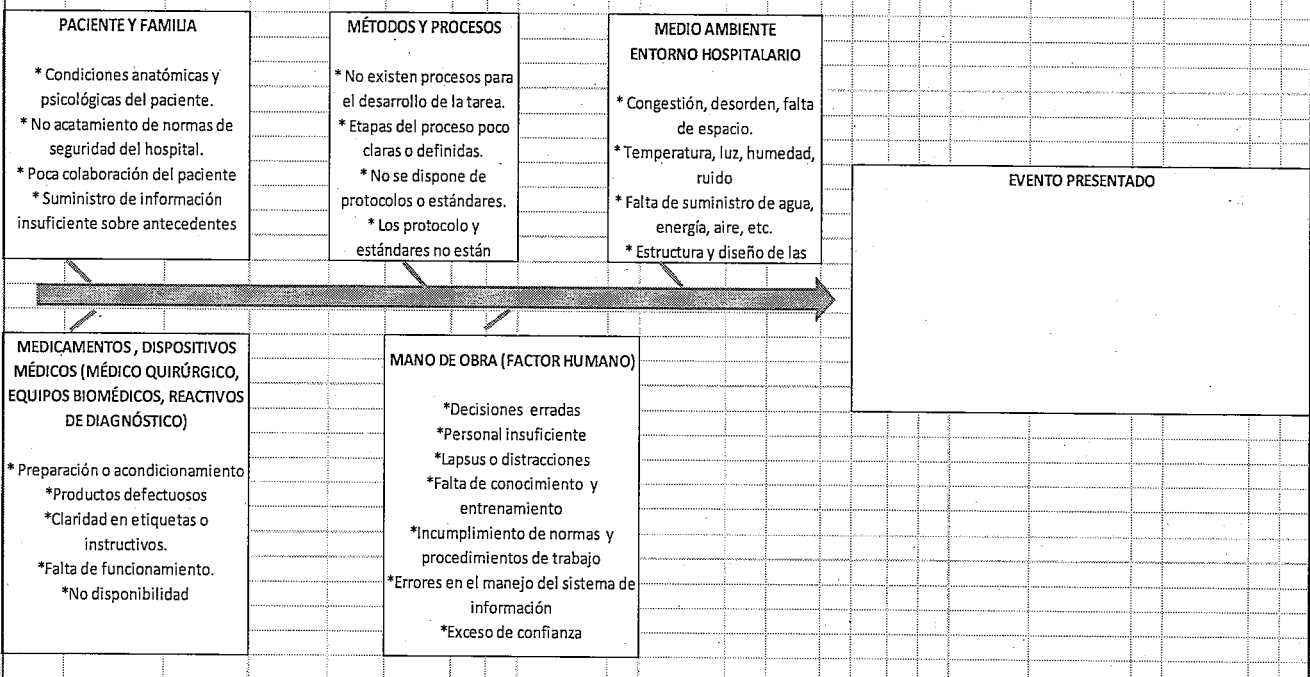 PACIENTE Y FAMILIA
* Condiciones anatómicas y
psicológicas del paciente.
* No acatamiento de normas de
seguridad del hospital.
* Poca colaboración del paciente
* Suministro de información
insuficiente sobre antecedentes
MÉTODOS Y PROCESOS
* No existen procesos para
el desarrollo de la tarea.
* Etapas del proceso poco
claras o definidas.
* No se dispone de
protocolos o estándares.
* Los protocolo y
estándares no están
MEDIO AMBIENTE
ENTORNO HOSPITALARIO
* Congestión, desorden, falta
de espacio.
* Temperatura, luz, humedad,
ruido
* Falta de suministro de agua,
energía, aire, etc.
* Estructura y diseño de las
EVENTO PRESENTADO
MEDICAMENTOS , DISPOSITIVOS
MÉDICOS (MÉDICO QUIRÚRGICO,
EQUIPOS BIOMÉDICOS, REACTIVOS
DE DIAGNÓSTICO)
* Preparación o acondicionamiento
*Productos defectuosos
*Claridad en etiquetas o
instructivos.
*Falta de funcionamiento.
*No disponibilidad
MANO DE OBRA (FACTOR HUMANO)
*Decisiones erradas
*Personal insuficiente
*Lapsus o distracciones
*Falta de conocimiento y
entrenamiento
*Incumplimiento de normas y
procedimientos de trabajo
*Errores en el manejo del sistema de
información
*Exceso de confianza